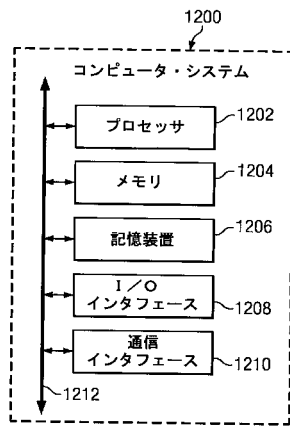 1200
コンピュータ・システム
プロセッサ
1202
メモリ
1204
記憶装置
1206
I/O
インタフェース
1208
通信
インタフェース
1210
1212